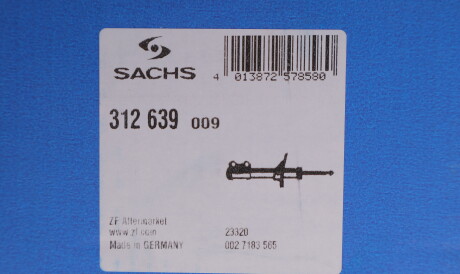 SACHS
4 013872 578580
312 639 009
ZF Aftermarket
www.zf.com 23320
Made in GERMANY 002 7183 565